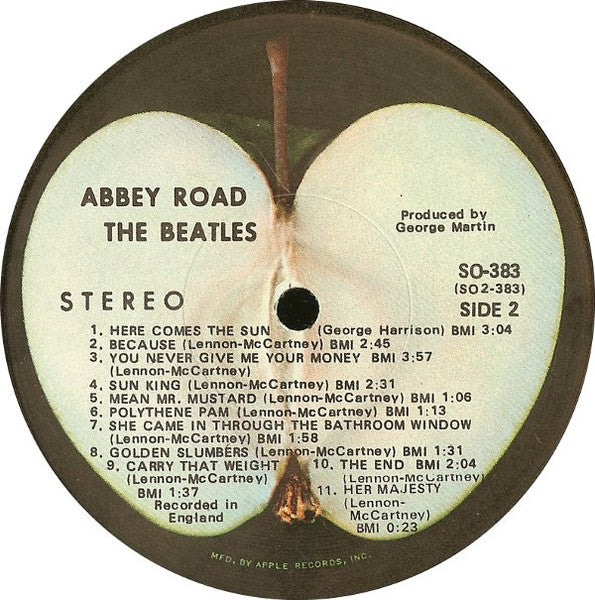 ABBEY ROAD
THE BEATLES
Produced by
George Martin
STEREO
SO-383
(SO2-383)
SIDE 2
1. HERE COMES THE SUN (George Harrison) BMI 3:04
2. BECAUSE (Lennon-McCartney) BMI 2:45
3. YOU NEVER GIVE ME YOUR MONEY BMI 3:57
(Lennon-McCartney)
4. SUN KING (Lennon-McCartney) BMI 2:31
5. MEAN MR. MUSTARD (Lennon-McCartney) BMI 1:06
6. POLYTHENE PAM (Lennon-McCartney) BMI 1:13
7. SHE CAME IN THROUGH THE BATHROOM WINDOW
(Lennon-McCartney) BMI 1:58
8. GOLDEN SLUMBERS (Lennon-McCartney) BMI 1:31
9. CARRY THAT WEIGHT
(Lennon-McCartney)
BMI 1:37
10. THE END BMI 2:04
(Lennon-McCartney)
11. HER MAJESTY
(Lennon-
McCartney)
BMI 0:23
Recorded in
England
MFD. BY APPLE RECORDS, INC.